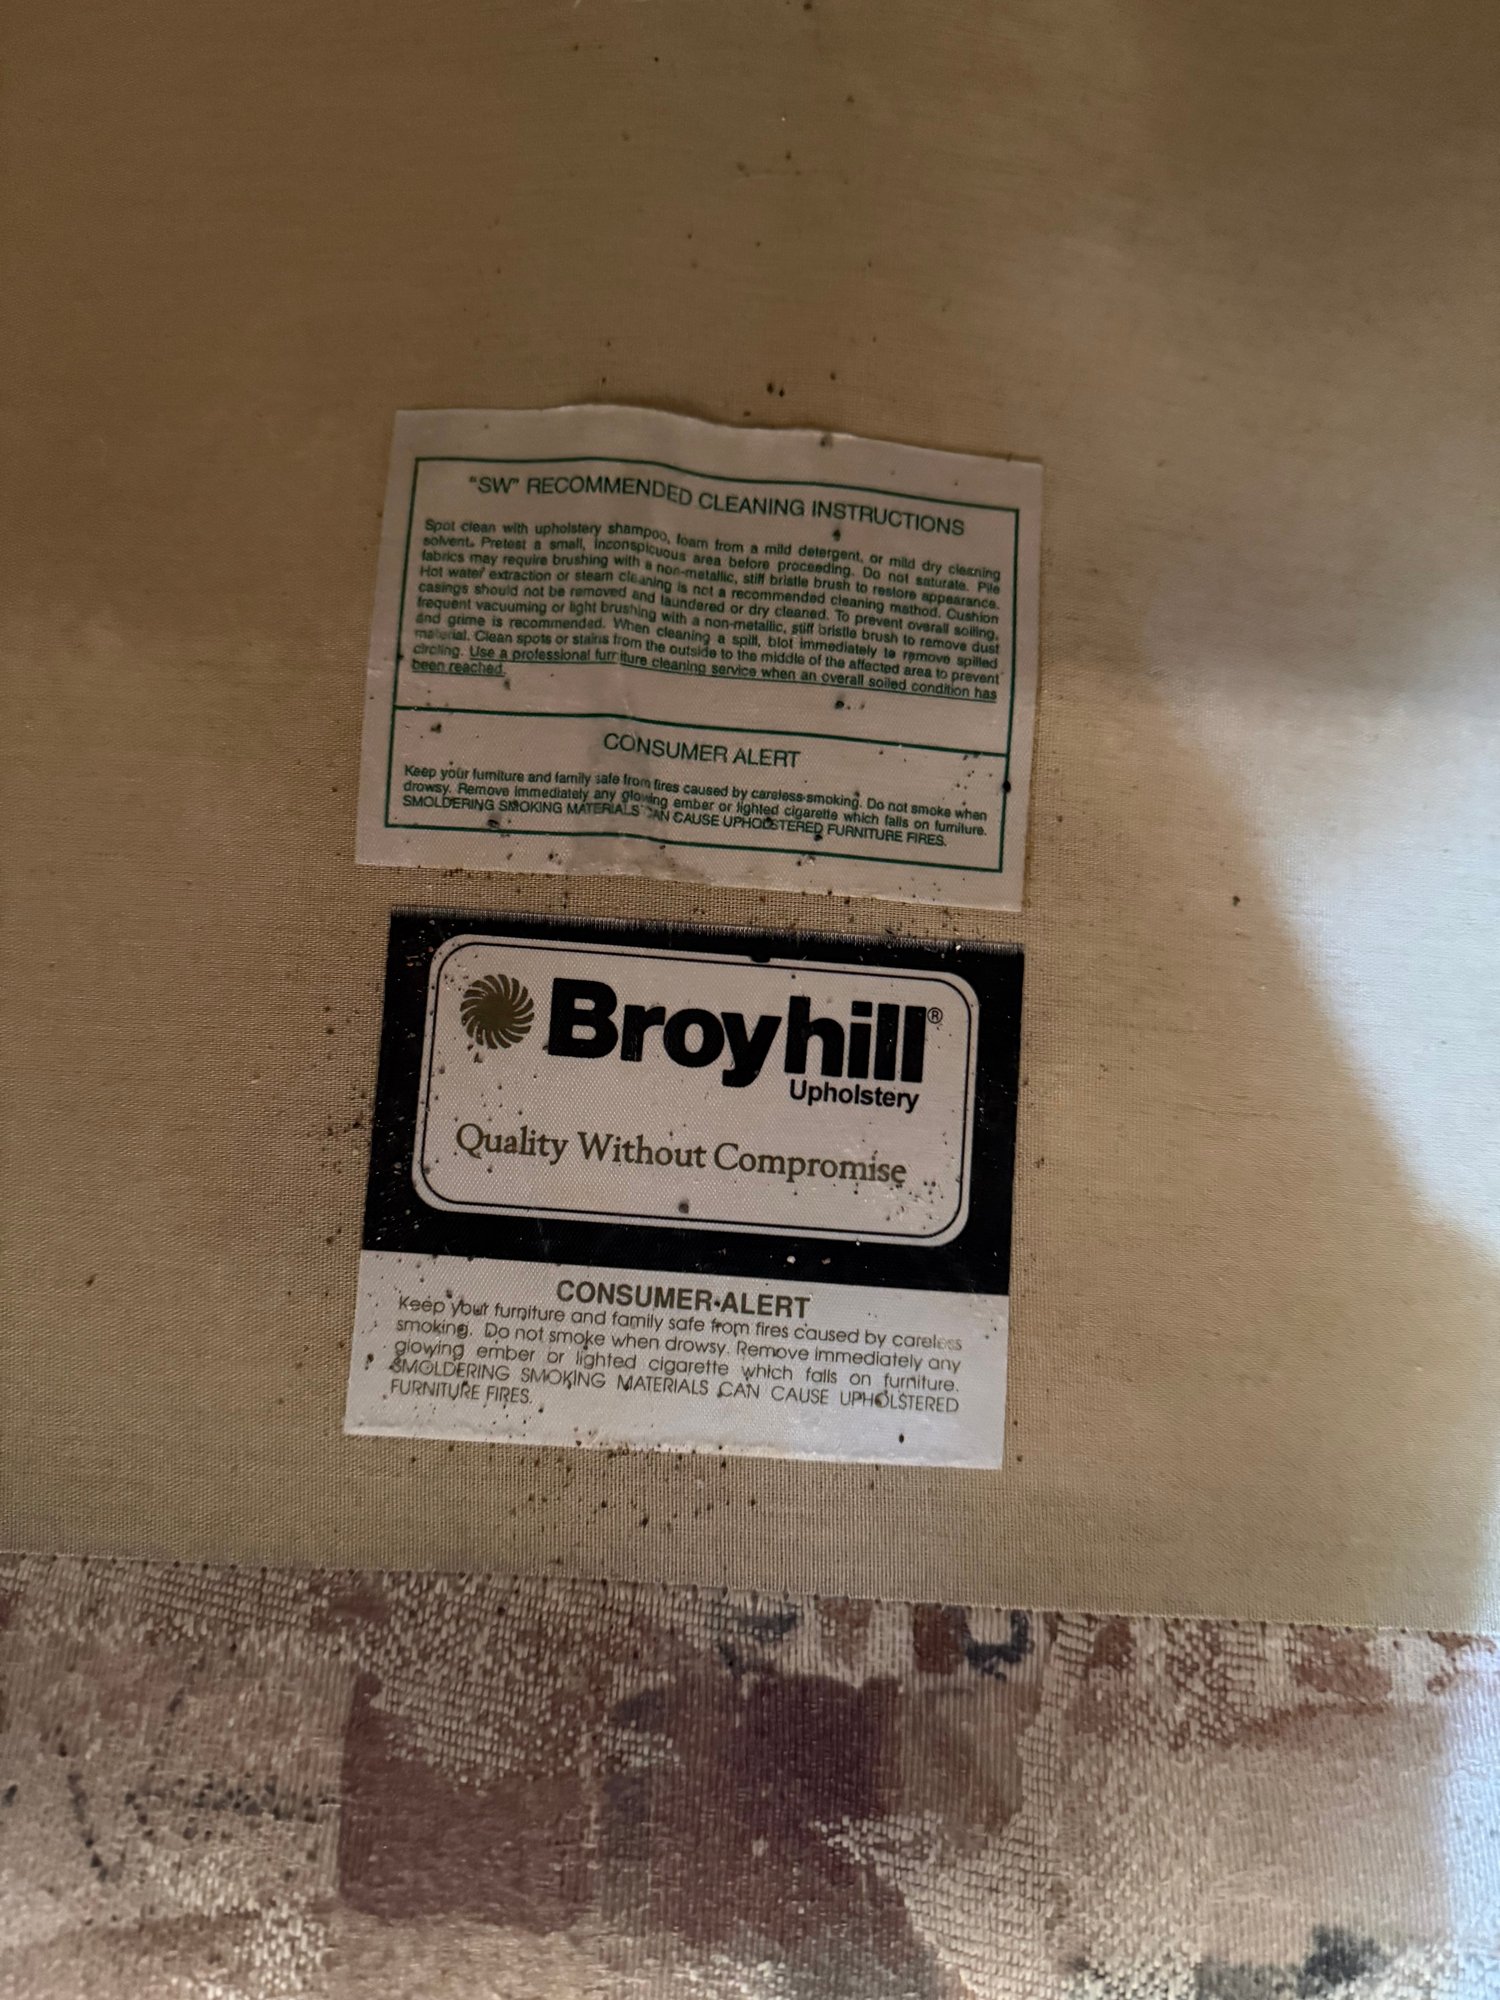 "SW" RECOMMENDED CLEANING INSTRUCTIONS
Spot clean with upholstery shampoo, foam from a mild detergent, or mild dry cleaning
solvent. Pretest a small, inconspicuous area before proceeding. Do not saturate. Pile
fabrics may require brushing with a non-metallic, stiff bristle brush to restore appearance.
Hot water extraction or steam cleaning is not a recommended cleaning method. Cushion
casings should not be removed and laundered or dry cleaned. To prevent overall soiling,
frequent vacuuming or light brushing with a non-metallic, stiff bristle brush to remove dust
and grime is recommended. When cleaning a spill, blot immediately to remove spilled
material. Clean spots or stains from the outside to the middle of the affected area to prevent
circling. Use a professional furniture cleaning service when an overall soiled condition has
been reached.
CONSUMER ALERT
Keep your furniture and family safe from fires caused by careless smoking. Do not smoke when
drowsy. Remove immediately any glowing ember or lighted cigarette which falls on furniture.
SMOLDERING SMOKING MATERIALS CAN CAUSE UPHOLSTERED FURNITURE FIRES.
Broyhill®
Upholstery
Quality Without Compromise
CONSUMER ALERT
Keep your furniture and family safe from fires caused by careless
smoking. Do not smoke when drowsy. Remove immediately any
glowing ember or lighted cigarette which falls on furniture.
SMOLDERING SMOKING MATERIALS CAN CAUSE UPHOLSTERED
FURNITURE FIRES.